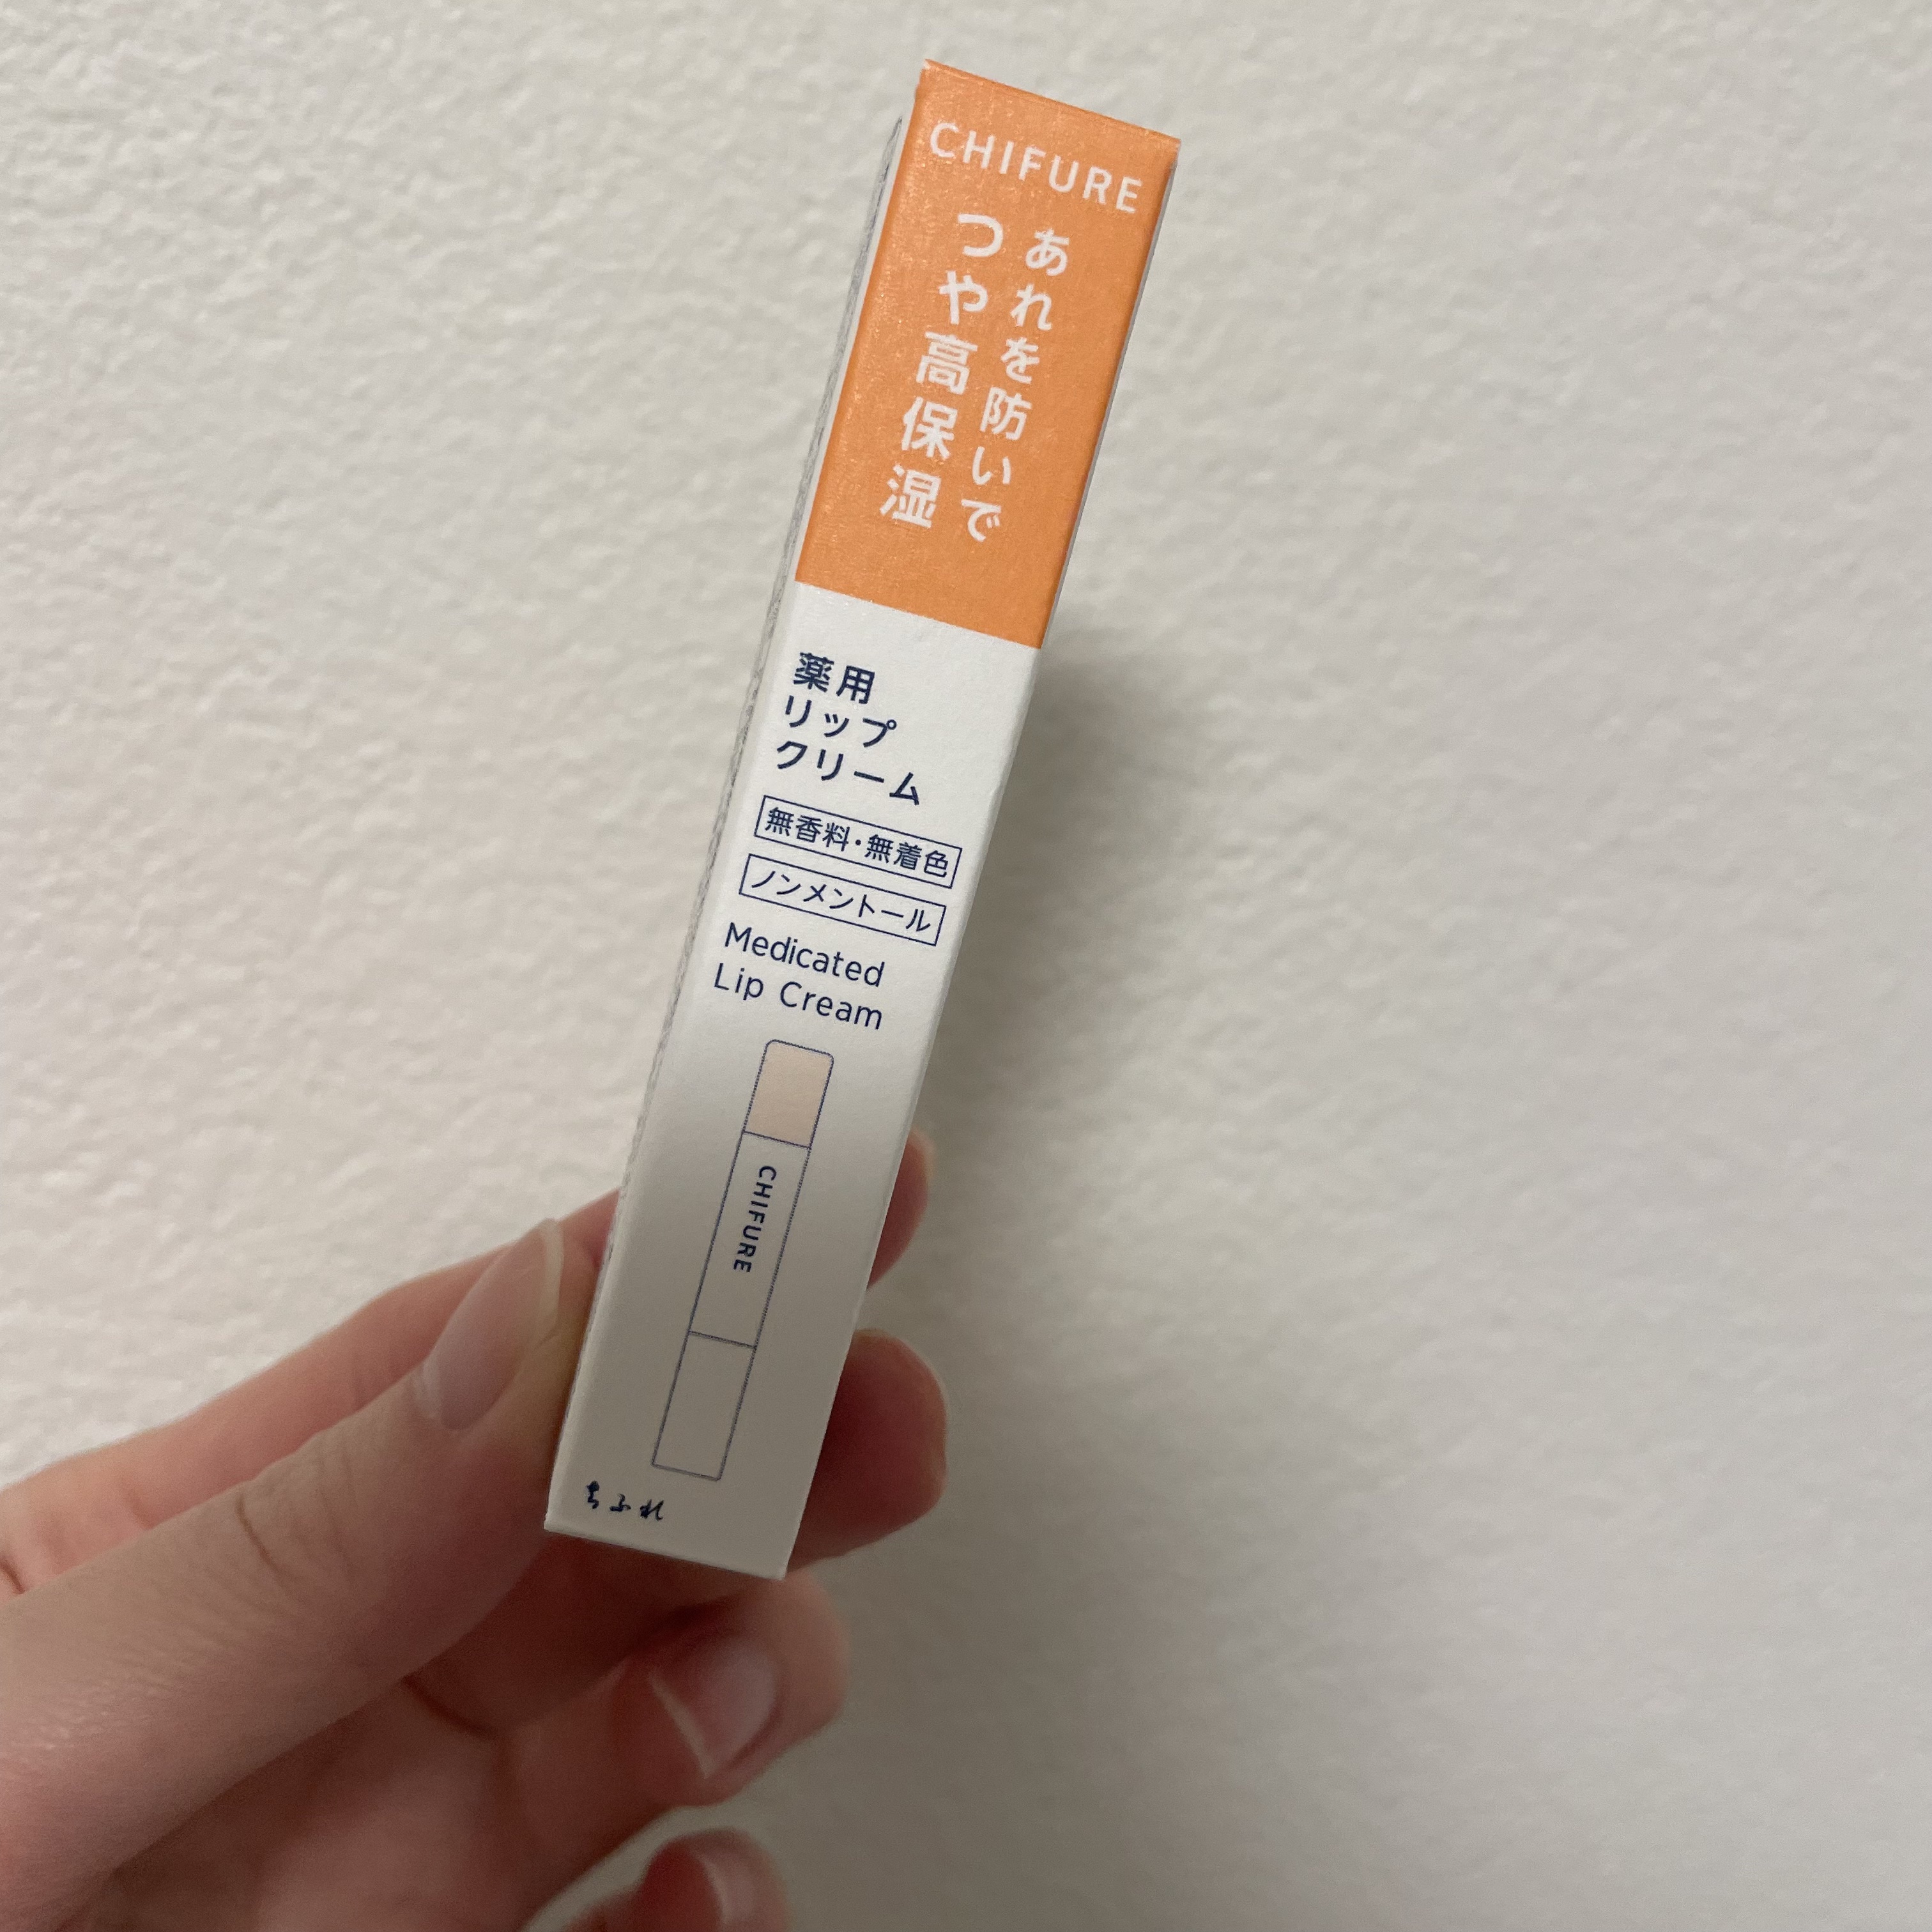 CHIFURE
あれを防いで
つや高保湿
薬用
リップ
クリーム
無香料・無着色
ノンメントール
Medicated
Lip Cream
CHIFURE
ちふれ